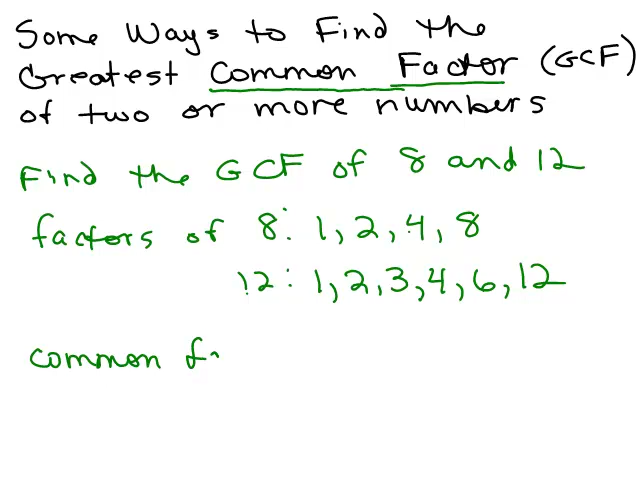 Some Ways to Find the
Greatest Common Factor (GCF)
of two or more numbers
Find the GCF of 8 and 12
factors of 8: 1, 2, 4, 8
12: 1, 2, 3, 4, 6, 12
common